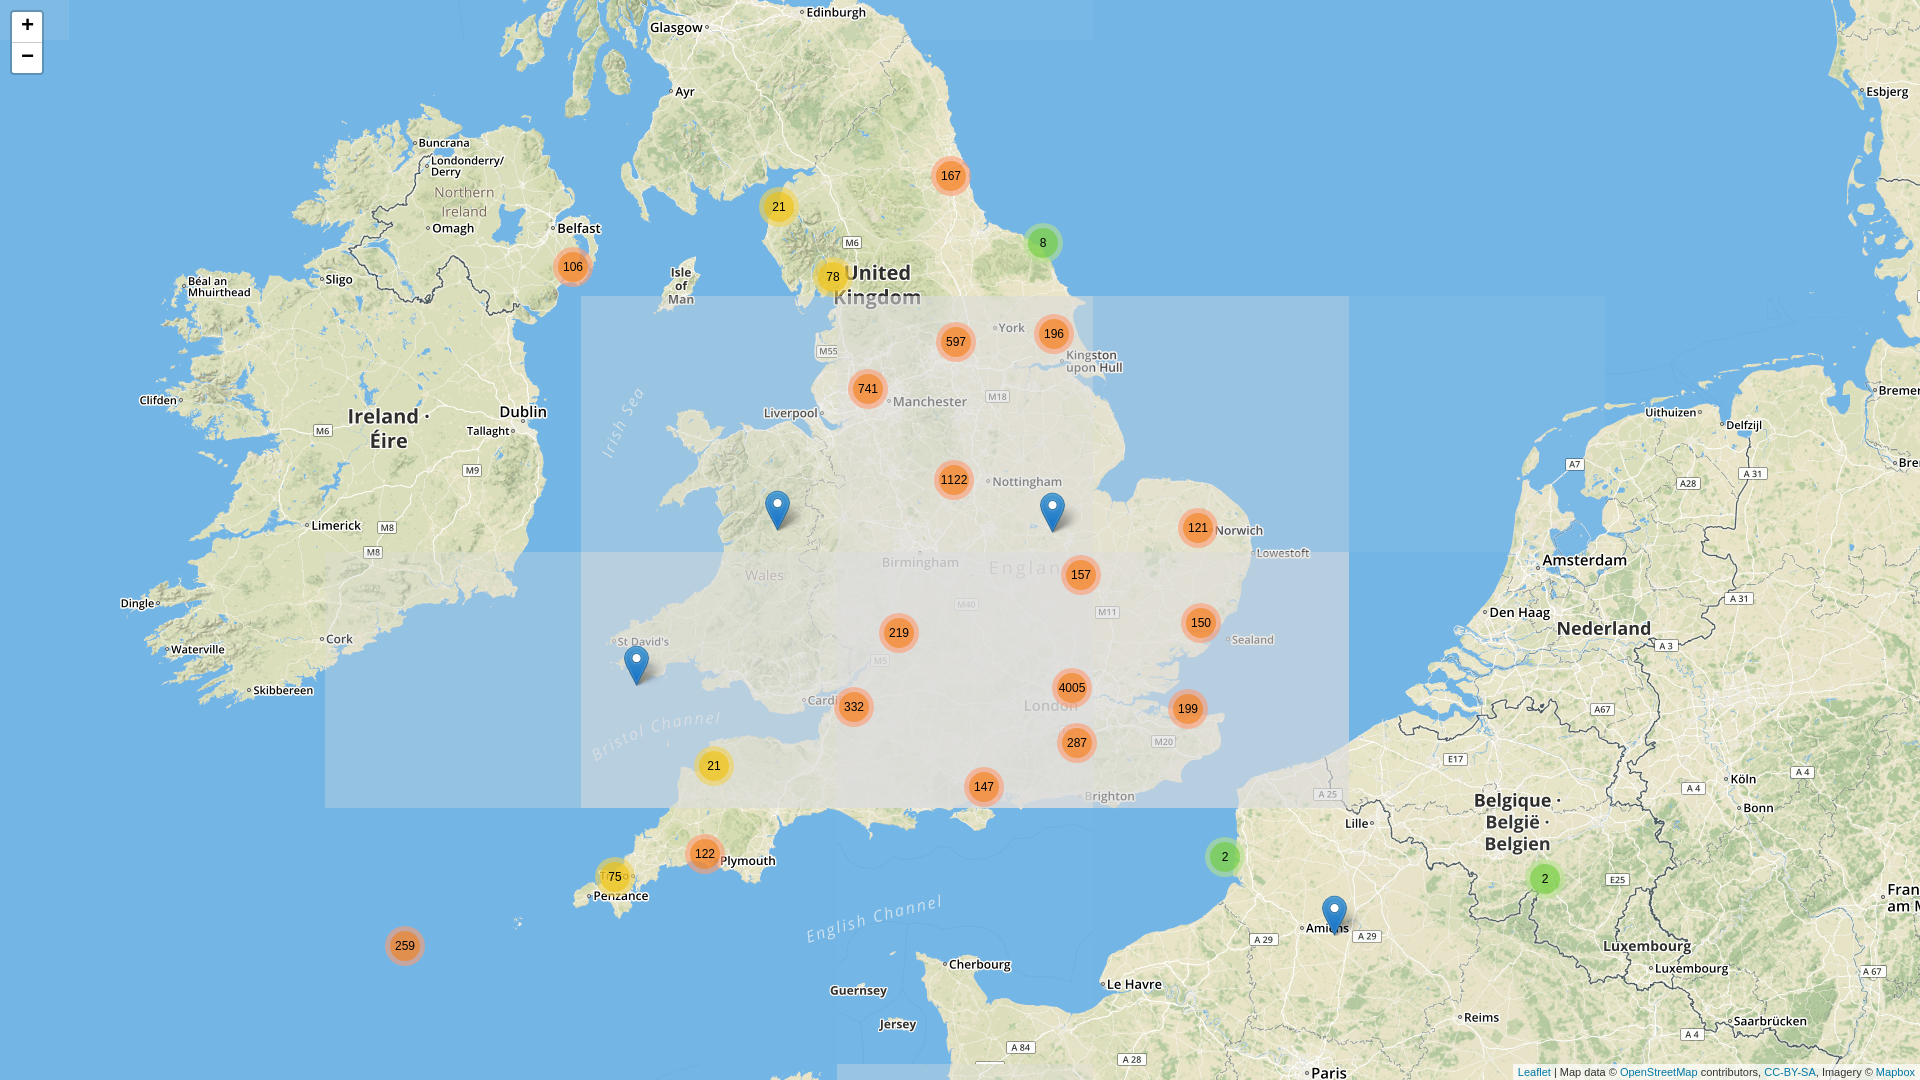 +
−
Edinburgh
Glasgow
Ayr
Esbjerg
Buncrana
Londonderry/
Derry
Northern
Ireland
Omagh
Belfast
167
21
M6
8
106
78
United
Kingdom
Isle
of
Man
Sligo
Béal an
Mhuirthead
York
196
597
M55
Kingston
upon Hull
741
Manchester
M18
Liverpool
Irish Sea
Clifden
Dublin
Tallaght
Ireland ·
Éire
M6
M9
Uithuizen
Delfzijl
A7
A 31
A28
1122
Nottingham
Limerick
M8
M8
121
Norwich
Lowestoft
Birmingham
Wales
157
Amsterdam
Den Haag
A 31
Nederland
A 3
Dingle
Waterville
Cork
Skibbereen
M40
M11
219
150
Sealand
St David's
M5
4005
London
332
199
A67
Bristol Channel
287
M20
E17
21
147
Brighton
A 25
Köln
A 4
A 4
Bonn
Belgique ·
België ·
Belgien
Lille
122
Plymouth
75
Penzance
2
2
E25
259
English Channel
Amiens
A 29
A 29
Luxembourg
Luxembourg
A 67
Cherbourg
Le Havre
Guernsey
Jersey
Reims
Saarbrücken
A 84
A 28
A 4
Paris
Leaflet | Map data © OpenStreetMap contributors, CC-BY-SA, Imagery © Mapbox